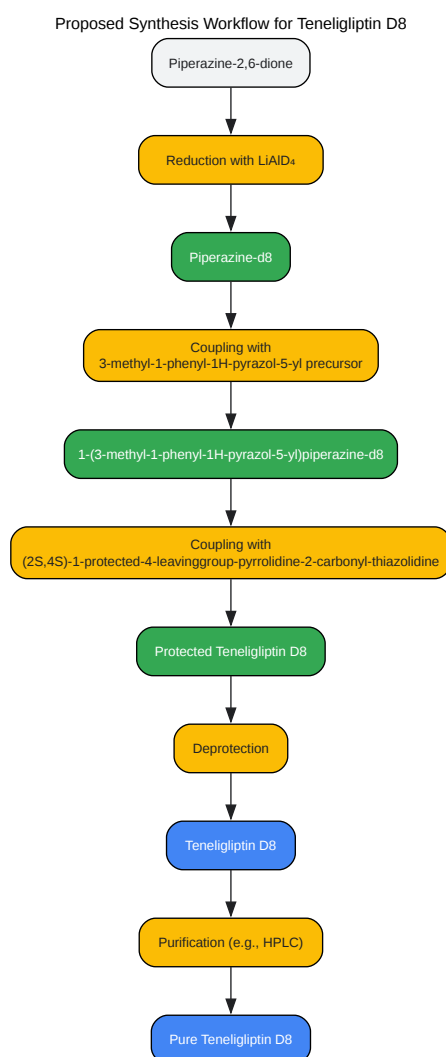 Proposed Synthesis Workflow for Teneligliptin D8
Piperazine-2,6-dione
Reduction with LiAlD₄
Piperazine-d8
Coupling with
3-methyl-1-phenyl-1H-pyrazol-5-yl precursor
1-(3-methyl-1-phenyl-1H-pyrazol-5-yl)piperazine-d8
Coupling with
(2S,4S)-1-protected-4-leavinggroup-pyrrolidine-2-carbonyl-thiazolidine
Protected Teneligliptin D8
Deprotection
Teneligliptin D8
Purification (e.g., HPLC)
Pure Teneligliptin D8